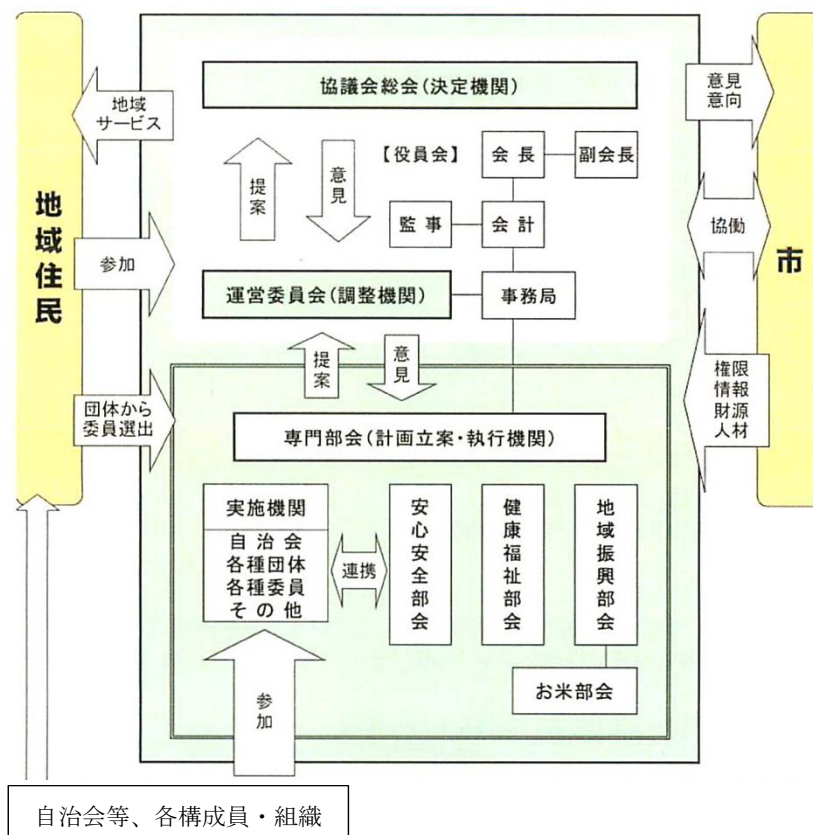 協議会総会(決定機関)
地域
サービス
意見
意向
【役員会】
会長
副会長
提案
意見
監事
会計
協働
地域住民
市
参加
運営委員会(調整機関)
事務局
提案
意見
権限
情報
財源
人材
団体から
委員選出
専門部会(計画立案・執行機関)
実施機関
自治会
各種団体
各種委員
その他
連携
安心安全部会
健康福祉部会
地域振興部会
お米部会
参加
自治会等、各構成員・組織